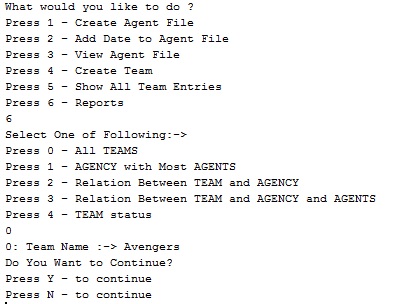 What would you like to do ?
Press 1 - Create Agent File
Press 2 - Add Date to Agent File
Press 3 - View Agent File
Press 4 - Create Team
Press 5 - Show All Team Entries
Press 6 - Reports
6
Select One of Following:->
Press 0 - All TEAMS
Press 1 - AGENCY with Most AGENTS
Press 2 - Relation Between TEAM and AGENCY
Press 3 - Relation Between TEAM and AGENCY and AGENTS
Press 4 - TEAM status
0
0: Team Name :-> Avengers
Do You Want to Continue?
Press Y - to continue
Press N - to continue